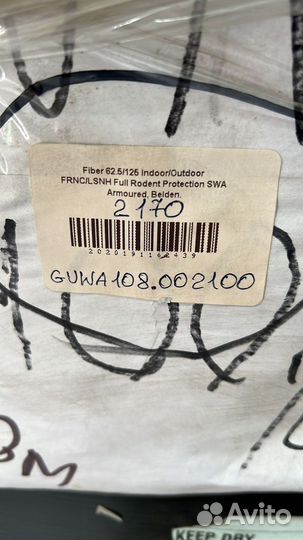 Fiber 62.5/125 Indoor/Outdoor
FRNC/LSNH Full Rodent Protection SWA
Armoured, Belden.
2170
2020191142439
GUWA108.002100
M
KEEP DRY
Avito